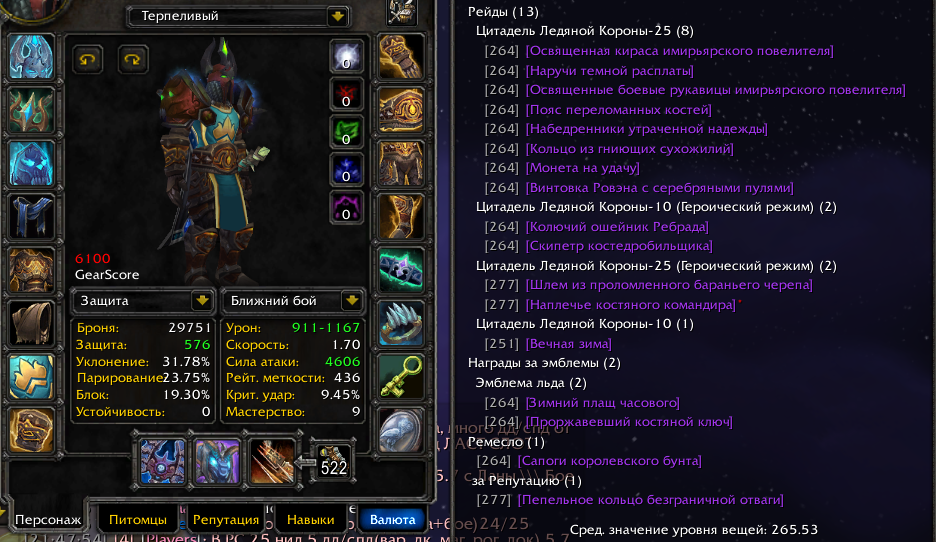 Терпеливый
0
0
0
0
0
6100
GearScore
Защита
Ближний бой
Броня: 29751
Защита: 576
Уклонение: 31.78%
Парирование 23.75%
Блок: 19.30%
Устойчивость: 0
Урон: 911-1167
Скорость: 1.70
Сила атаки: 4606
Рейт. меткости: 436
Крит. удар: 9.45%
Мастерство: 9
522
Персонаж
Питомцы
Репутация
Навыки
Валюта
Рейды (13)
Цитадель Ледяной Короны-25 (8)
[264] [Освященная кираса имирьярского повелителя]
[264] [Наручи темной расплаты]
[264] [Освященные боевые рукавицы имирьярского повелителя]
[264] [Пояс переломанных костей]
[264] [Набедренники утраченной надежды]
[264] [Кольцо из гниющих сухожилий]
[264] [Монета на удачу]
[264] [Винтовка Ровэна с серебряными пулями]
Цитадель Ледяной Короны-10 (Героический режим) (2)
[264] [Колючий ошейник Ребрада]
[264] [Скипетр костедробильщика]
Цитадель Ледяной Короны-25 (Героический режим) (2)
[277] [Шлем из проломленного бараньего черепа]
[277] [Наплечье костяного командира]*
Цитадель Ледяной Короны-10 (1)
[251] [Вечная зима]
Награды за эмблемы (2)
Эмблема льда (2)
[264] [Зимний плащ часового]
[264] [Проржавевший костяной ключ]
Ремесло (1)
[264] [Сапоги королевского бунта]
за Репутацию (1)
[277] [Пепельное кольцо безграничной отваги]
24/25
Сред. значение уровня вещей: 265.53